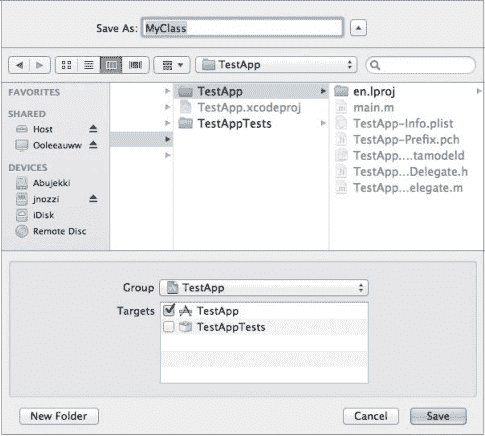 Save As: MyClass
TestApp
FAVORITES
SHARED
Host
Ooleeauww
DEVICES
Abujekki
jnozzi
iDisk
Remote Disc
TestApp
TestApp.xcodeproj
TestAppTests
en.lproj
main.m
TestApp-Info.plist
TestApp-Prefix.pch
TestApp....tamodeld
TestApp...Delegate.h
TestApp...elegate.m
Group TestApp
Targets TestApp
TestAppTests
New Folder Cancel Save